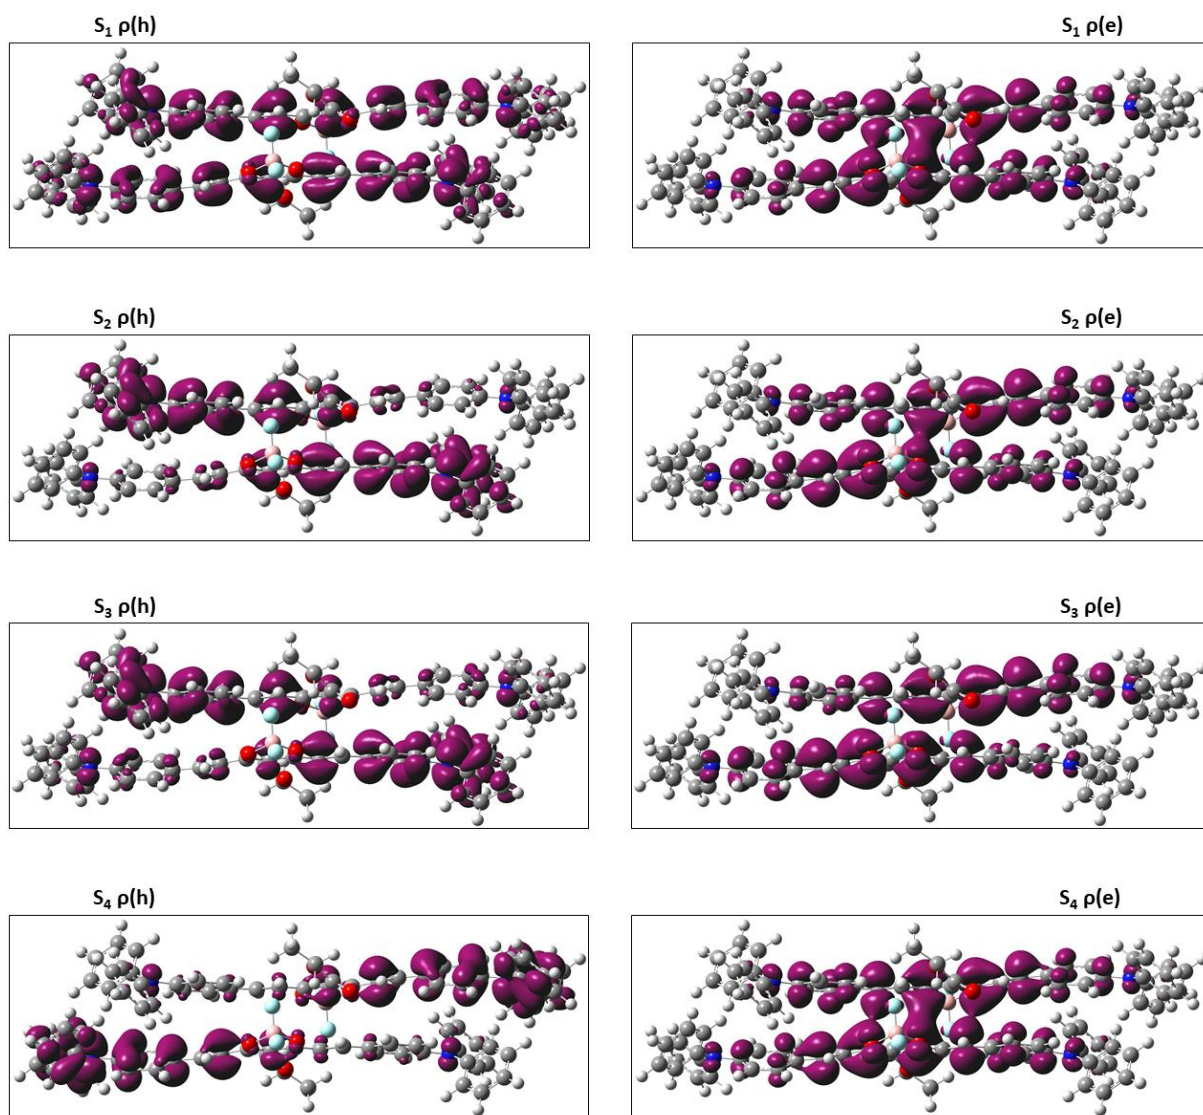 S₁ ρ(h)
S₁ ρ(e)
S₂ ρ(h)
S₂ ρ(e)
S₃ ρ(h)
S₃ ρ(e)
S₄ ρ(h)
S₄ ρ(e)